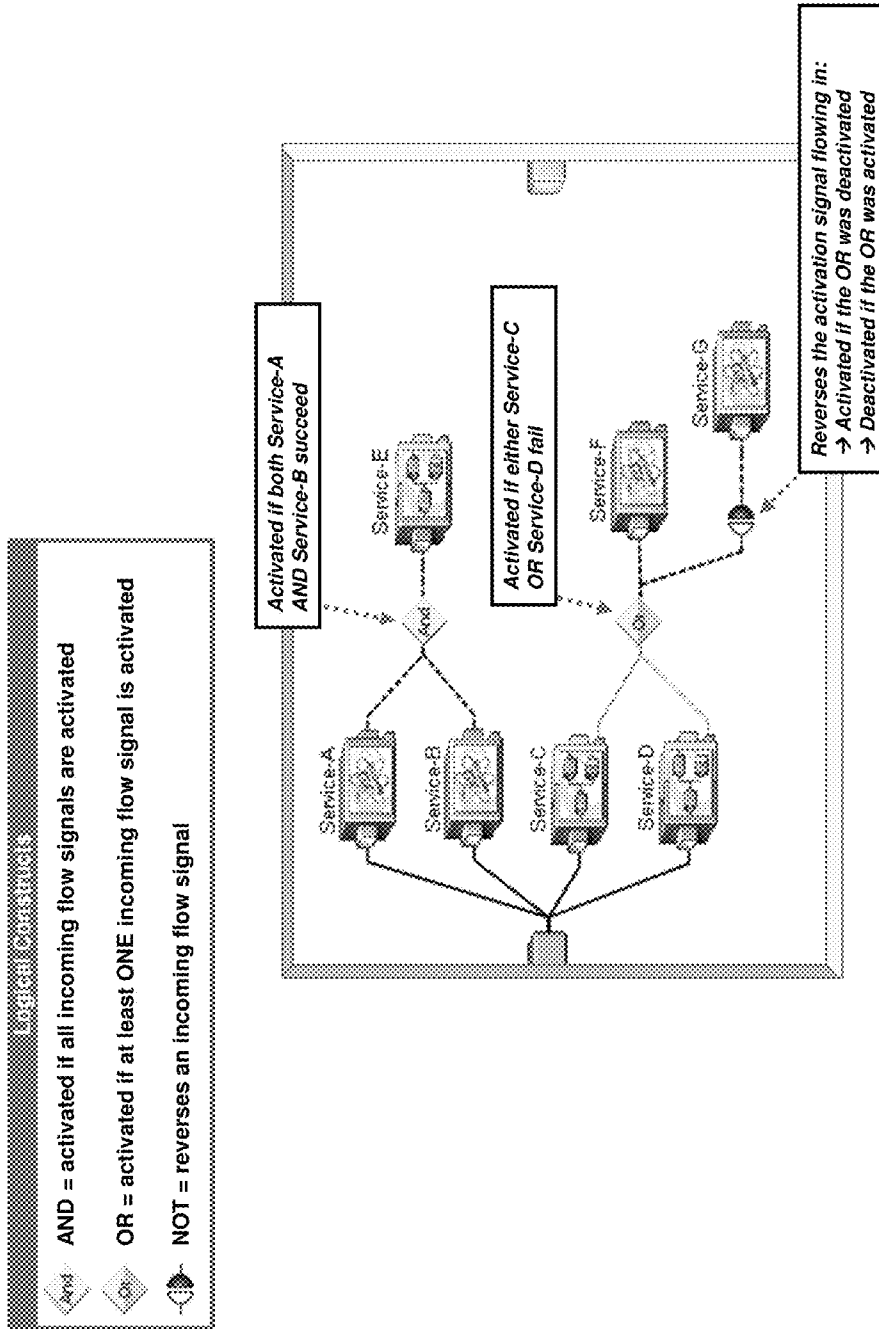 Logical Constructs
And
AND = activated if all incoming flow signals are activated
Or
OR = activated if at least ONE incoming flow signal is activated
NOT = reverses an incoming flow signal
Activated if both Service-A
AND Service-B succeed
Service-A
Service-B
And
Service-E
Activated if either Service-C
OR Service-D fail
Service-C
Service-D
Or
Service-F
Service-G
Reverses the activation signal flowing in:
→ Activated if the OR was deactivated
→ Deactivated if the OR was activated